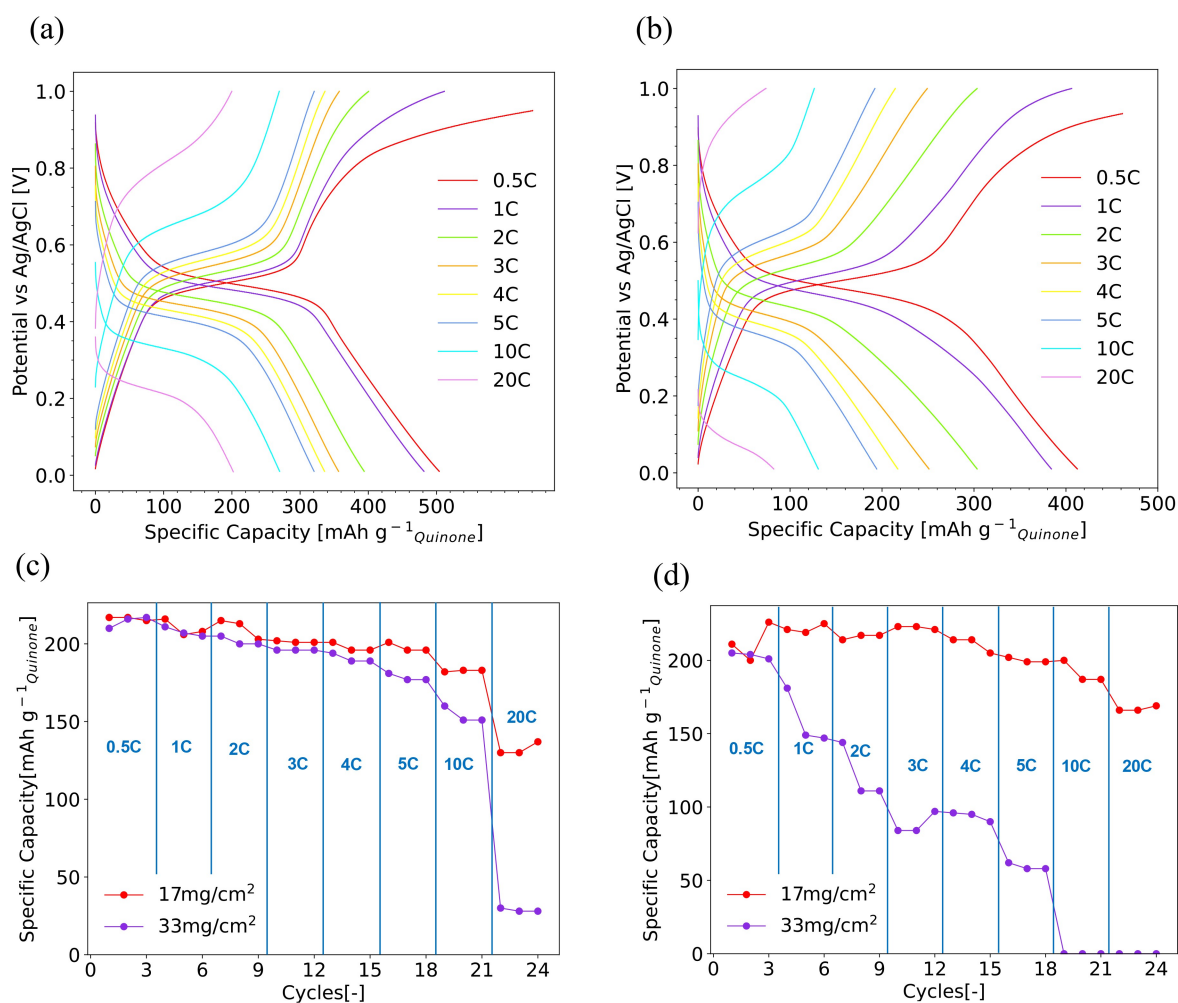 (a)
1.0
0.8
0.6
0.4
0.2
0.0
Potential vs Ag/AgCl [V]
0.5C
1C
2C
3C
4C
5C
10C
20C
0 100 200 300 400 500
Specific Capacity [mAh g⁻¹Quinone]
(b)
1.0
0.8
0.6
0.4
0.2
0.0
Potential vs Ag/AgCl [V]
0.5C
1C
2C
3C
4C
5C
10C
20C
0 100 200 300 400 500
Specific Capacity [mAh g⁻¹Quinone]
(c)
200
150
100
50
0
Specific Capacity[mAh g⁻¹Quinone]
0.5C 1C 2C 3C 4C 5C 10C 20C
17mg/cm²
33mg/cm²
0 3 6 9 12 15 18 21 24
Cycles[-]
(d)
200
150
100
50
0
Specific Capacity[mAh g⁻¹Quinone]
0.5C 1C 2C 3C 4C 5C 10C 20C
17mg/cm²
33mg/cm²
0 3 6 9 12 15 18 21 24
Cycles[-]